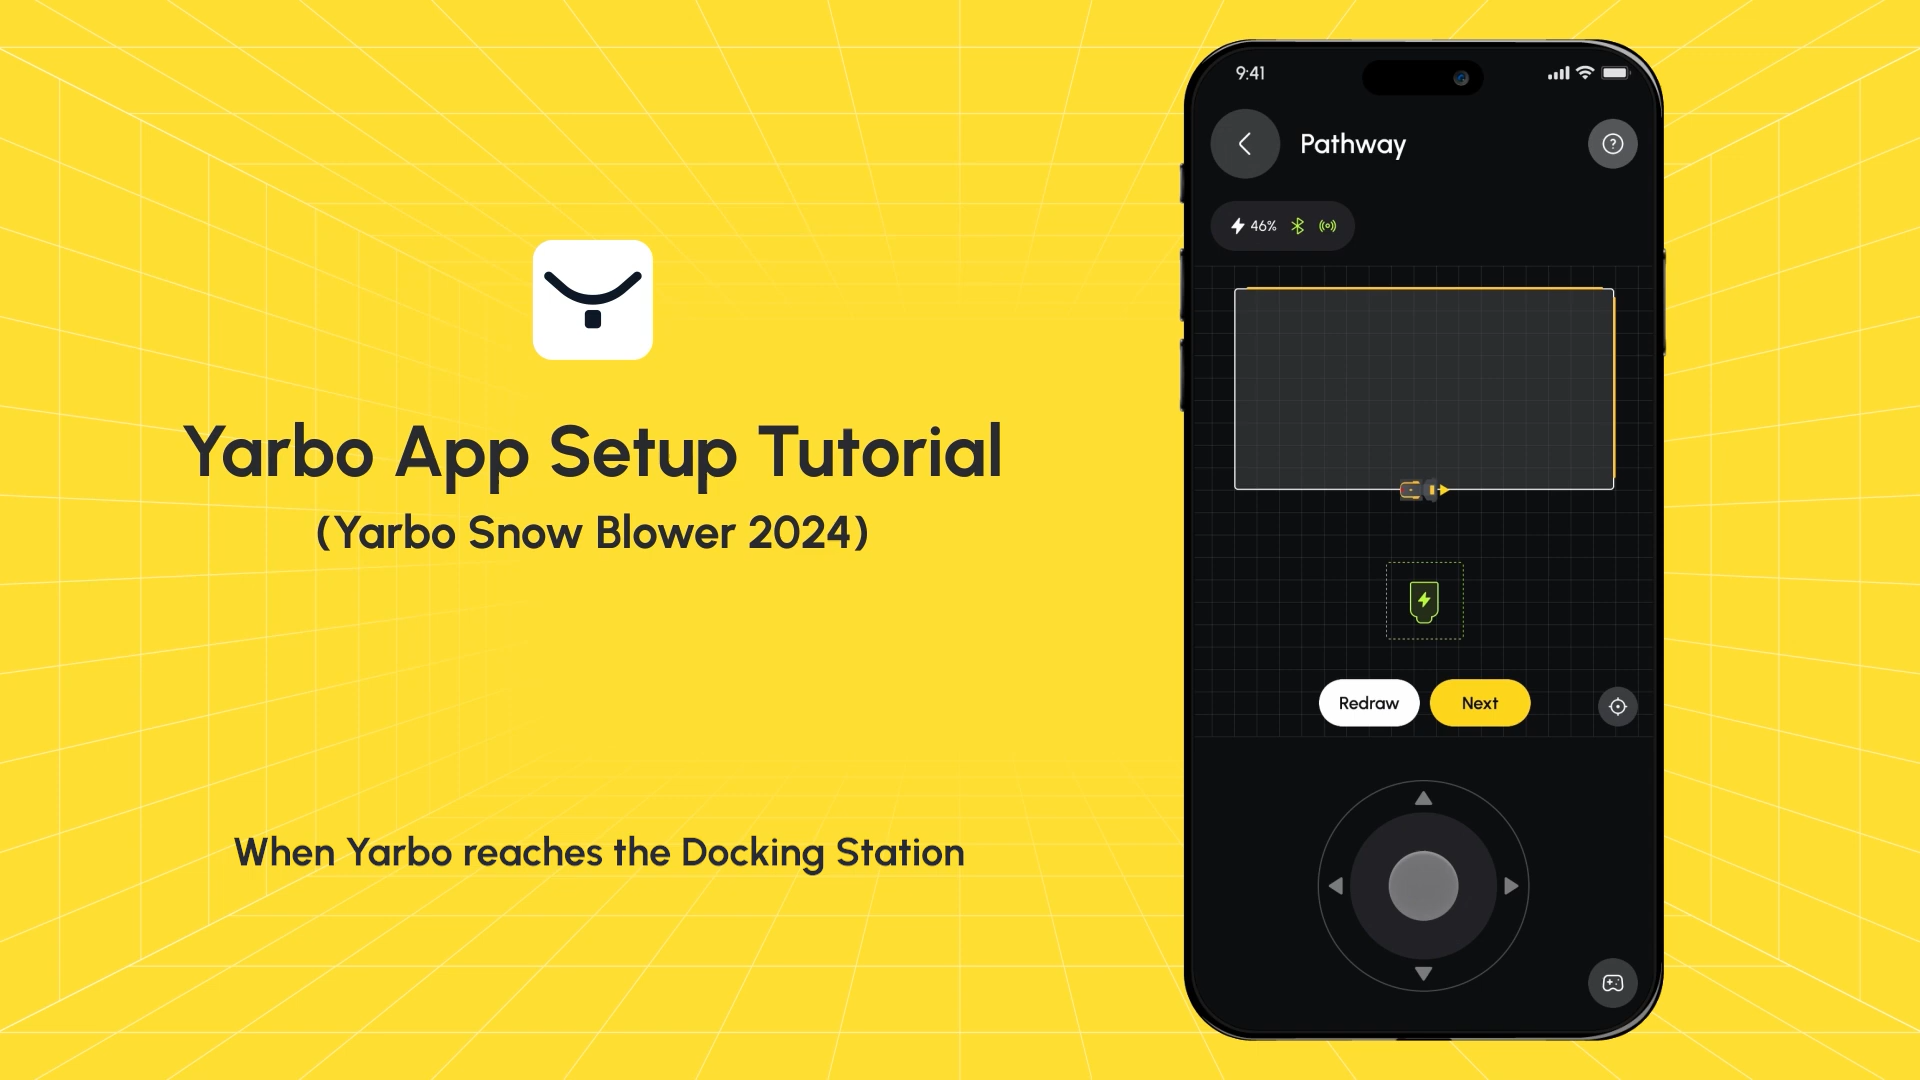 Yarbo App Setup Tutorial
(Yarbo Snow Blower 2024)
When Yarbo reaches the Docking Station
9:41
Pathway
?
46%
Redraw
Next